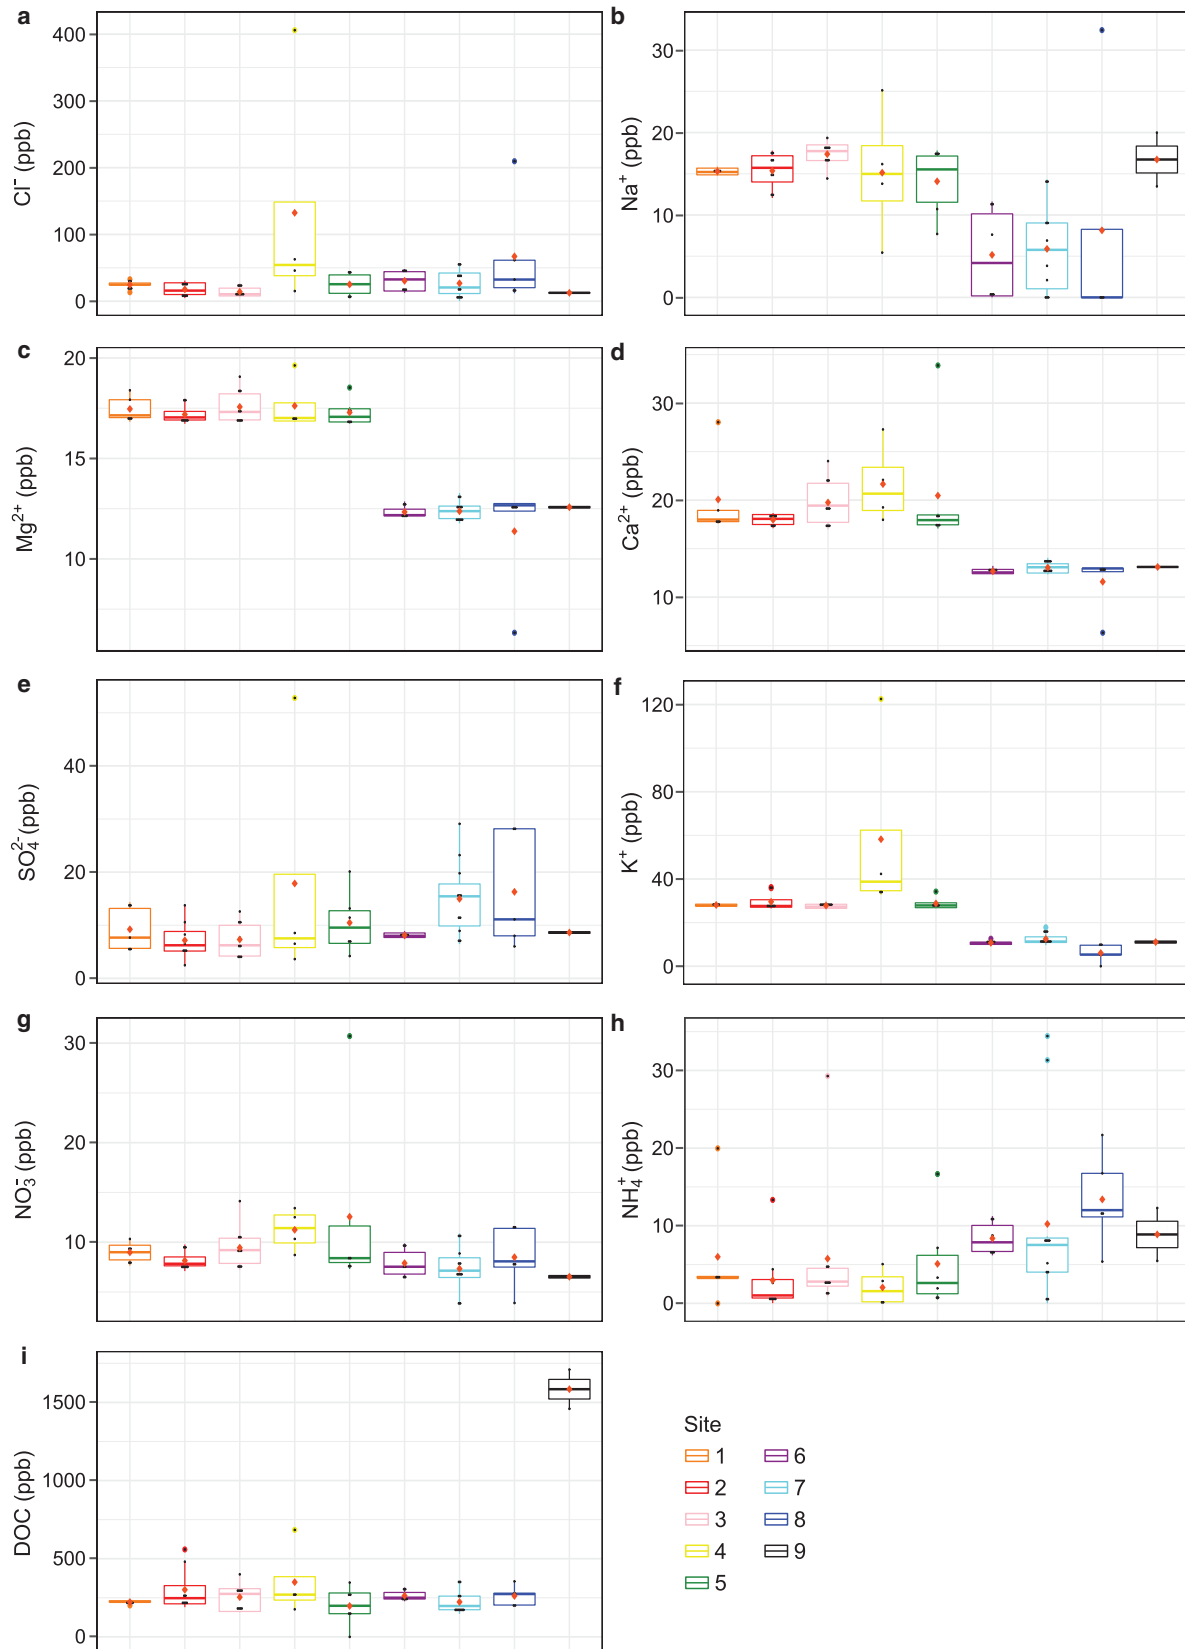 a
Cl⁻ (ppb)
400
300
200
100
0
b
Na⁺ (ppb)
30
20
10
0
c
Mg²⁺ (ppb)
20
15
10
d
Ca²⁺ (ppb)
30
20
10
e
SO₄²⁻ (ppb)
40
20
0
f
K⁺ (ppb)
120
80
40
0
g
NO₃⁻ (ppb)
30
20
10
h
NH₄⁺ (ppb)
30
20
10
0
i
DOC (ppb)
1500
1000
500
0
Site
1
2
3
4
5
6
7
8
9